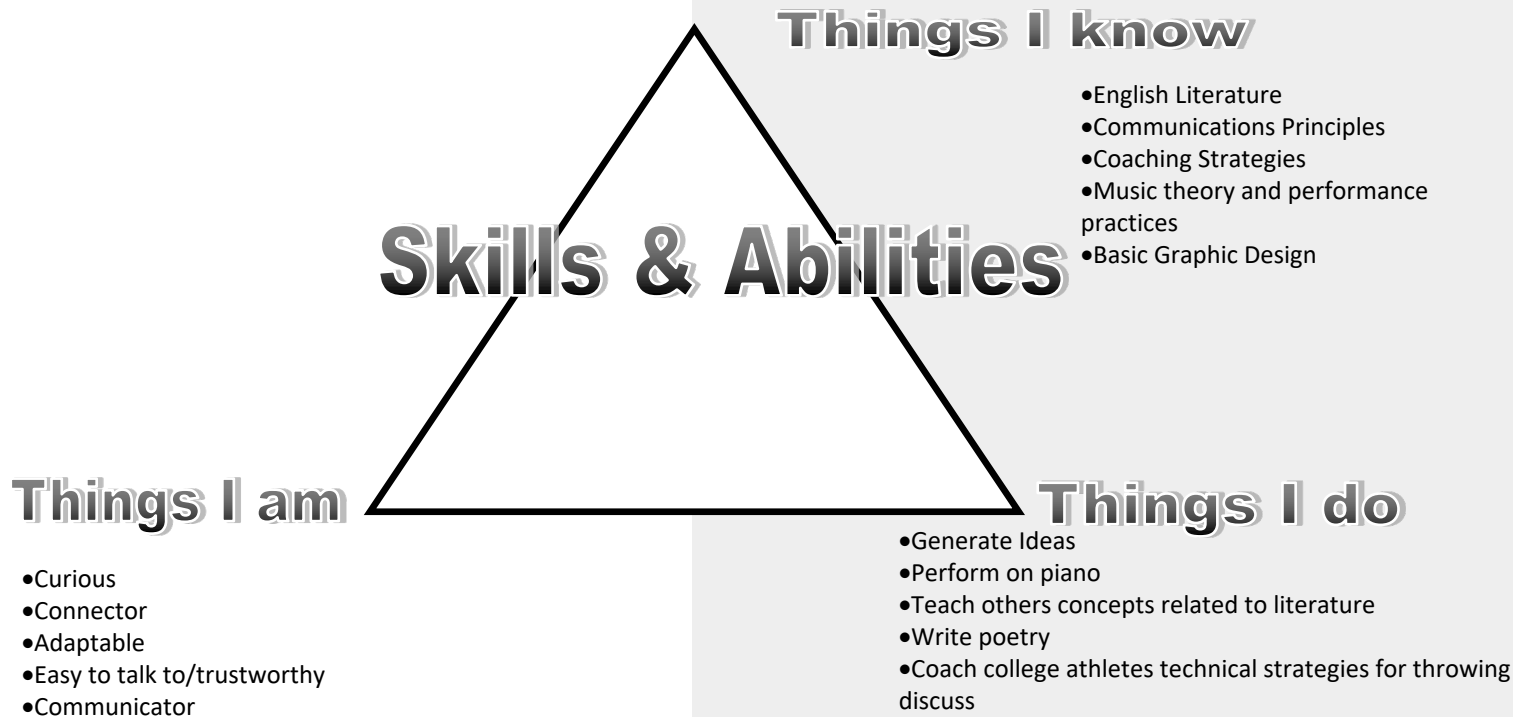 Things I know
•English Literature
•Communications Principles
•Coaching Strategies
•Music theory and performance
practices
•Basic Graphic Design
Skills & Abilities
Things I am
•Curious
•Connector
•Adaptable
•Easy to talk to/trustworthy
•Communicator
Things I do
•Generate Ideas
•Perform on piano
•Teach others concepts related to literature
•Write poetry
•Coach college athletes technical strategies for throwing
discuss